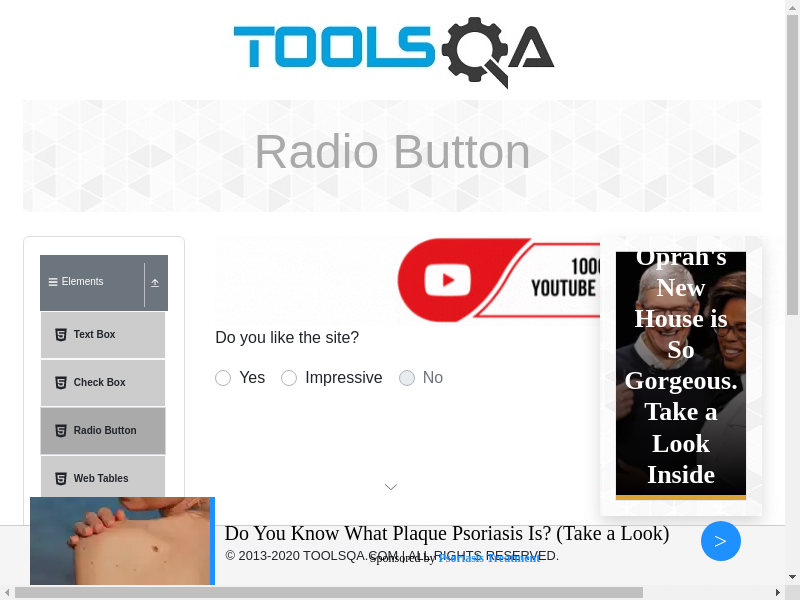 TOOLSQA
Radio Button
Elements
Text Box
Check Box
Radio Button
Web Tables
YOUTUBE
Do you like the site?
Yes
Impressive
No
Oprah's
New
House is
So
Gorgeous.
Take a
Look
Inside
Do You Know What Plaque Psoriasis Is? (Take a Look)
© 2013-2020 TOOLSQA.COM | ALL RIGHTS RESERVED.
Sponsored by Psoriasis Treatment
>